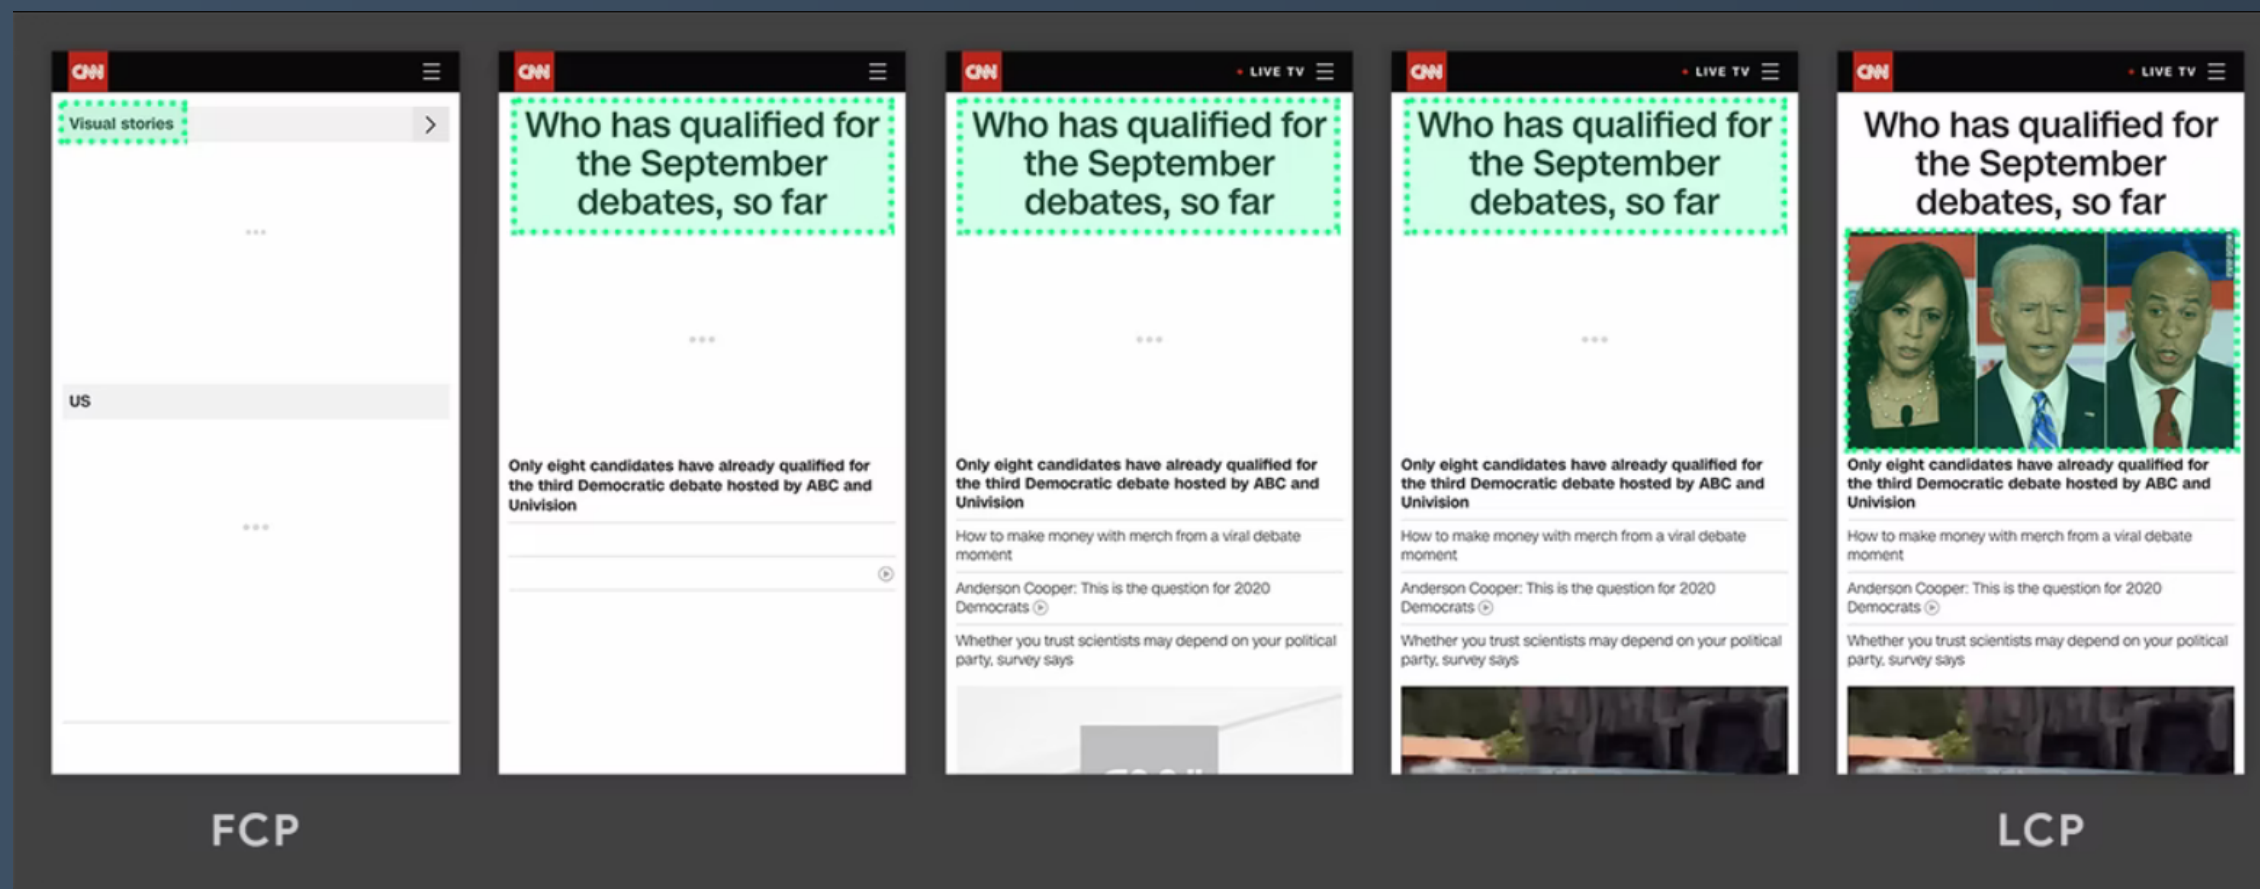 CNN
Visual stories
US
FCP
CNN
Who has qualified for
the September
debates, so far
Only eight candidates have already qualified for
the third Democratic debate hosted by ABC and
Univision
CNN
LIVE TV
Who has qualified for
the September
debates, so far
Only eight candidates have already qualified for
the third Democratic debate hosted by ABC and
Univision
How to make money with merch from a viral debate
moment
Anderson Cooper: This is the question for 2020
Democrats
Whether you trust scientists may depend on your political
party, survey says
CNN
LIVE TV
Who has qualified for
the September
debates, so far
Only eight candidates have already qualified for
the third Democratic debate hosted by ABC and
Univision
How to make money with merch from a viral debate
moment
Anderson Cooper: This is the question for 2020
Democrats
Whether you trust scientists may depend on your political
party, survey says
CNN
LIVE TV
Who has qualified for
the September
debates, so far
Only eight candidates have already qualified for
the third Democratic debate hosted by ABC and
Univision
How to make money with merch from a viral debate
moment
Anderson Cooper: This is the question for 2020
Democrats
Whether you trust scientists may depend on your political
party, survey says
LCP